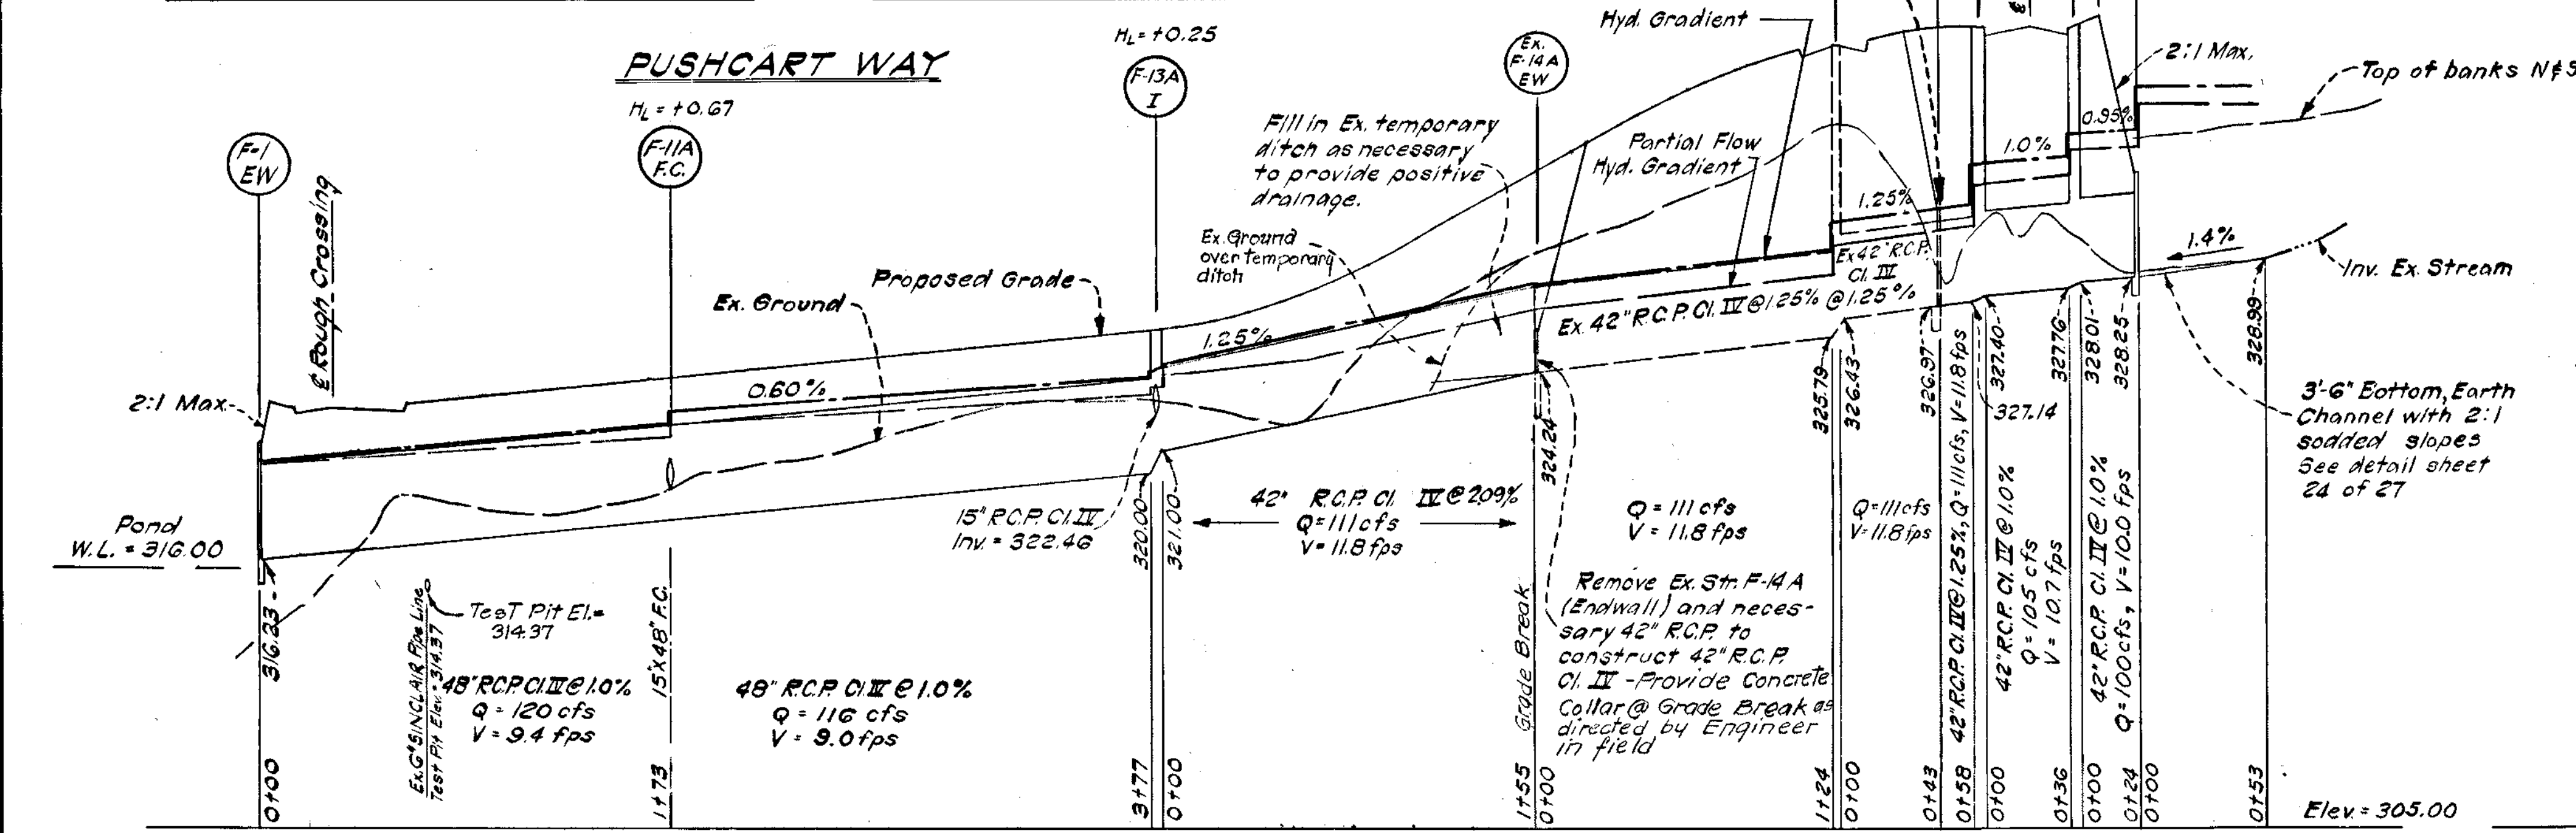 PUSHCART WAY
HL = +0.67
HL = +0.25
F-1
EW
F-11A
F.C.
F-13A
I
Ex.
F-14A
EW
Hyd. Gradient
2:1 Max.
Top of banks N&S
℄ Rough Crossing
Fill in Ex. temporary
ditch as necessary
to provide positive
drainage.
Partial Flow
Hyd. Gradient
Ex. Ground
over temporary
ditch
Proposed Grade
Ex. Ground
2:1 Max.
0.60%
1.25%
1.25%
1.0%
0.95%
1.4%
Inv. Ex. Stream
Ex 42" R.C.P.
Cl. IV
Ex. 42" R.C.P. Cl. IV @ 1.25% @ 1.25%
3'-6" Bottom, Earth
Channel with 2:1
sodded slopes
See detail sheet
24 of 27
Pond
W.L. = 316.00
316.23
320.00
321.00
324.24
325.79
326.43
326.97
327.14
327.40
327.76
328.01
328.25
328.99
15" R.C.P. Cl. IV
Inv. = 322.46
Ex. 6" SINCLAIR Pipe Line
Test Pit Elev. = 314.37
Test Pit El. =
314.37
48" R.C.P. Cl. IV @ 1.0%
Q = 120 cfs
V = 9.4 fps
15"x48" F.C.
48" R.C.P. Cl. IV @ 1.0%
Q = 116 cfs
V = 9.0 fps
42" R.C.P. Cl. IV @ 2.09%
Q = 111 cfs
V = 11.8 fps
Grade Break
Q = 111 cfs
V = 11.8 fps
Remove Ex. Str. F-14A
(Endwall) and neces-
sary 42" R.C.P. to
construct 42" R.C.P.
Cl. IV - Provide Concrete
Collar @ Grade Break as
directed by Engineer
in field
Q = 111 cfs
V = 11.8 fps
42" R.C.P. Cl. IV @ 1.25%, Q = 111 cfs, V = 11.8 fps
42" R.C.P. Cl. IV @ 1.0%
Q = 105 cfs
V = 10.7 fps
42" R.C.P. Cl. IV @ 1.0%
Q = 100 cfs, V = 10.0 fps
0+00
1+73
3+77
0+00
1+55
0+00
1+24
0+00
0+43
0+58
0+00
0+36
0+00
0+24
0+00
0+53
Elev. = 305.00